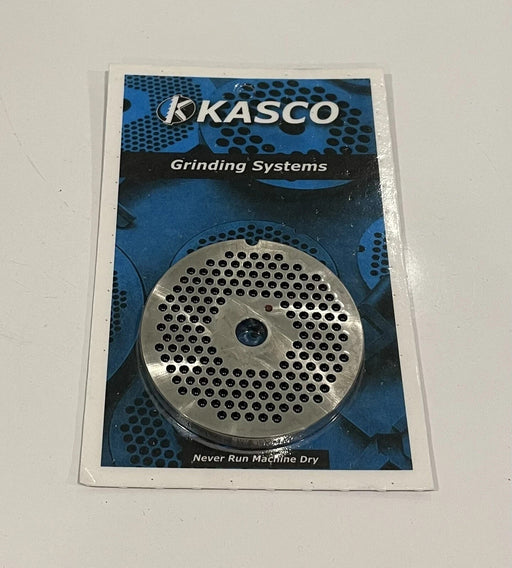 KASCO
Grinding Systems
Never Run Machine Dry